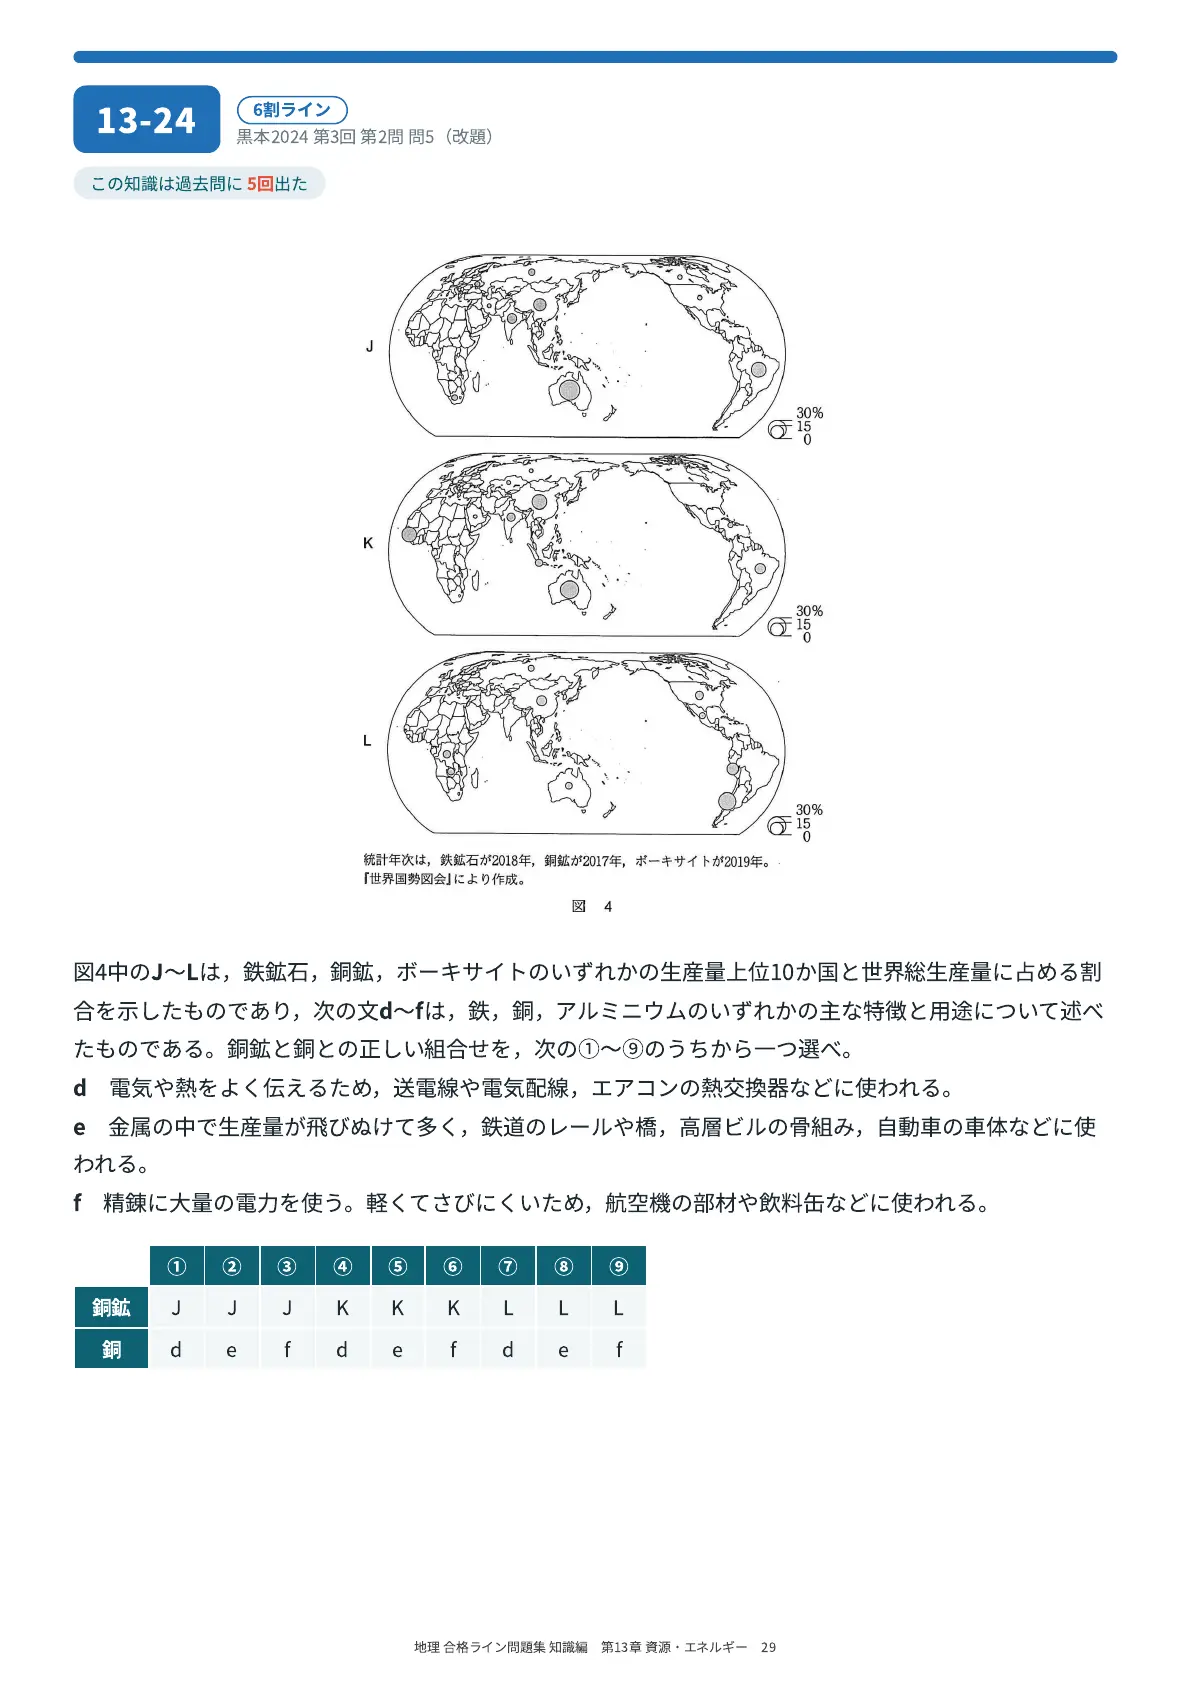 13-24
6割ライン
黒本2024 第3回 第2問 問5（改題）
この知識は過去問に 5回出た
J
30%
15
0
K
30%
15
0
L
30%
15
0
統計年次は，鉄鉱石が2018年，銅鉱が2017年，ボーキサイトが2019年。
『世界国勢図会』により作成。
図 4
図4中のJ～Lは，鉄鉱石，銅鉱，ボーキサイトのいずれかの生産量上位10か国と世界総生産量に占める割
合を示したものであり，次の文d～fは，鉄，銅，アルミニウムのいずれかの主な特徴と用途について述べ
たものである。銅鉱と銅との正しい組合せを，次の①～⑨のうちから一つ選べ。
d 電気や熱をよく伝えるため，送電線や電気配線，エアコンの熱交換器などに使われる。
e 金属の中で生産量が飛びぬけて多く，鉄道のレールや橋，高層ビルの骨組み，自動車の車体などに使
われる。
f 精錬に大量の電力を使う。軽くてさびにくいため，航空機の部材や飲料缶などに使われる。
① ② ③ ④ ⑤ ⑥ ⑦ ⑧ ⑨
銅鉱 J J J K K K L L L
銅 d e f d e f d e f
地理 合格ライン問題集 知識編 第13章 資源・エネルギー 29